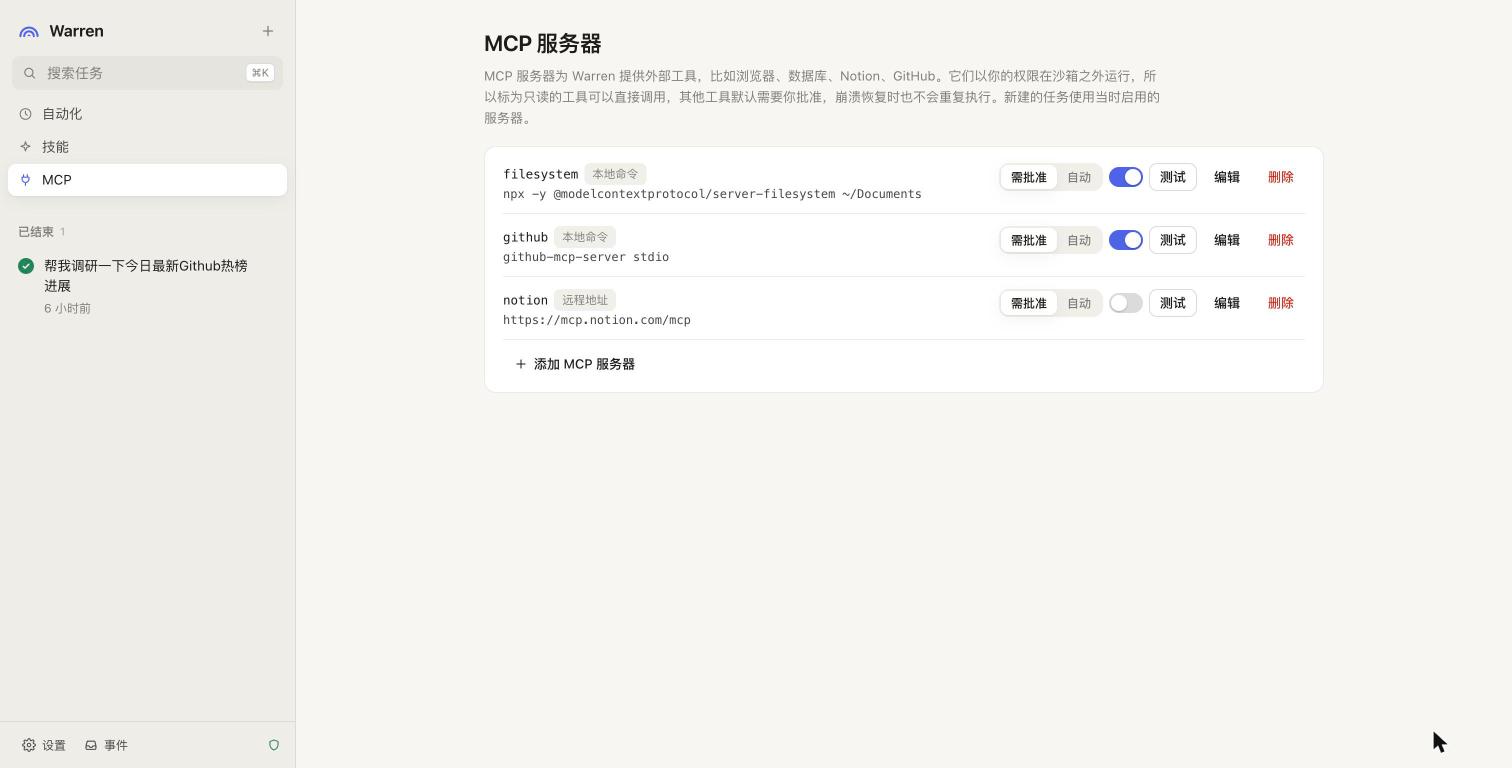 Warren
搜索任务 ⌘K
自动化
技能
MCP
已结束 1
帮我调研一下今日最新Github热榜
进展
6 小时前
设置 事件
MCP 服务器
MCP 服务器为 Warren 提供外部工具，比如浏览器、数据库、Notion、GitHub。它们以你的权限在沙箱之外运行，所
以标为只读的工具可以直接调用，其他工具默认需要你批准，崩溃恢复时也不会重复执行。新建的任务使用当时启用的
服务器。
filesystem 本地命令 需批准 自动 测试 编辑 删除
npx -y @modelcontextprotocol/server-filesystem ~/Documents
github 本地命令 需批准 自动 测试 编辑 删除
github-mcp-server stdio
notion 远程地址 需批准 自动 测试 编辑 删除
https://mcp.notion.com/mcp
+ 添加 MCP 服务器